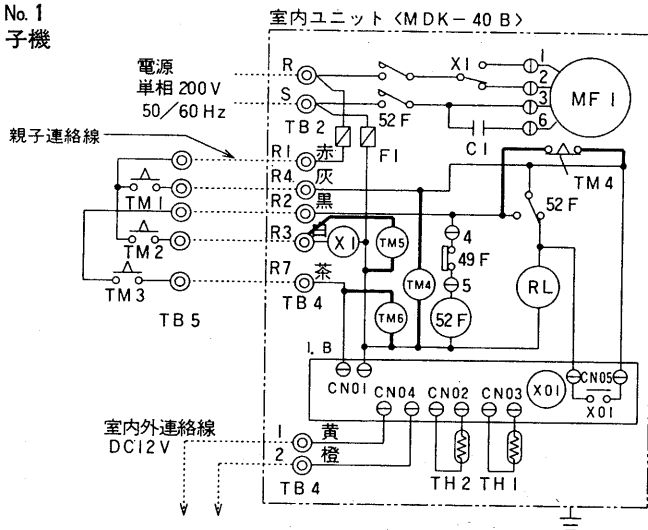 No. 1
子機
室内ユニット〈MDK-40B〉
電源
単相 200V
50/60 Hz
親子連絡線
R
S
TB2
52F
X1
1
2
3
6
MF1
C1
F1
TM4
R1 赤
R4 灰
R2 黒
R3 白
R7 茶
TB4
TM1
TM2
TM3
TB5
X1
TM5
TM4
TM6
4
49F
5
52F
52F
RL
I.B
CN01
CN04
CN02
CN03
X01
CN05
X01
室内外連絡線
DC12V
1 黄
2 橙
TB4
TH2
TH1